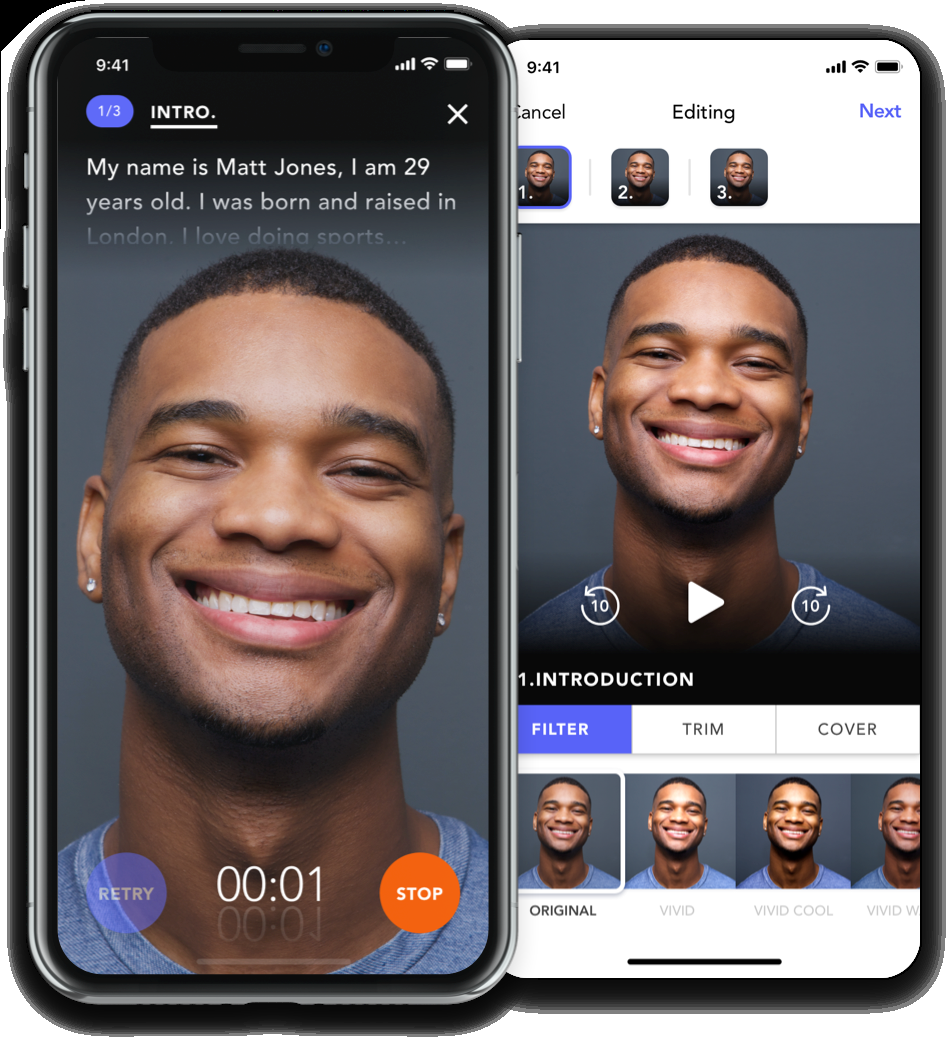 9:41
1/3 INTRO.
My name is Matt Jones, I am 29
years old. I was born and raised in
London. I love doing sports...
RETRY 00:01 STOP
9:41
Cancel Editing Next
1. 2. 3.
10 10
1.INTRODUCTION
FILTER TRIM COVER
ORIGINAL VIVID VIVID COOL VIVID W